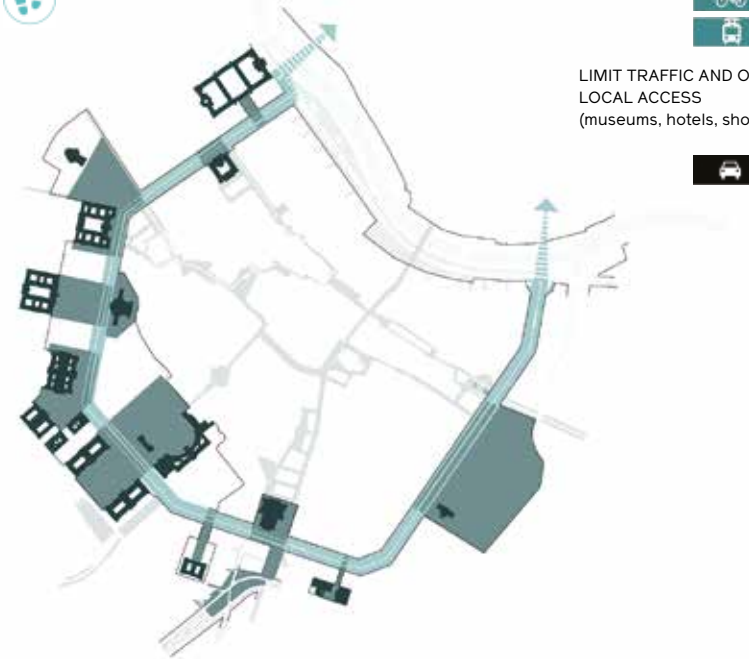 LIMIT TRAFFIC AND O
LOCAL ACCESS
(museums, hotels, sho